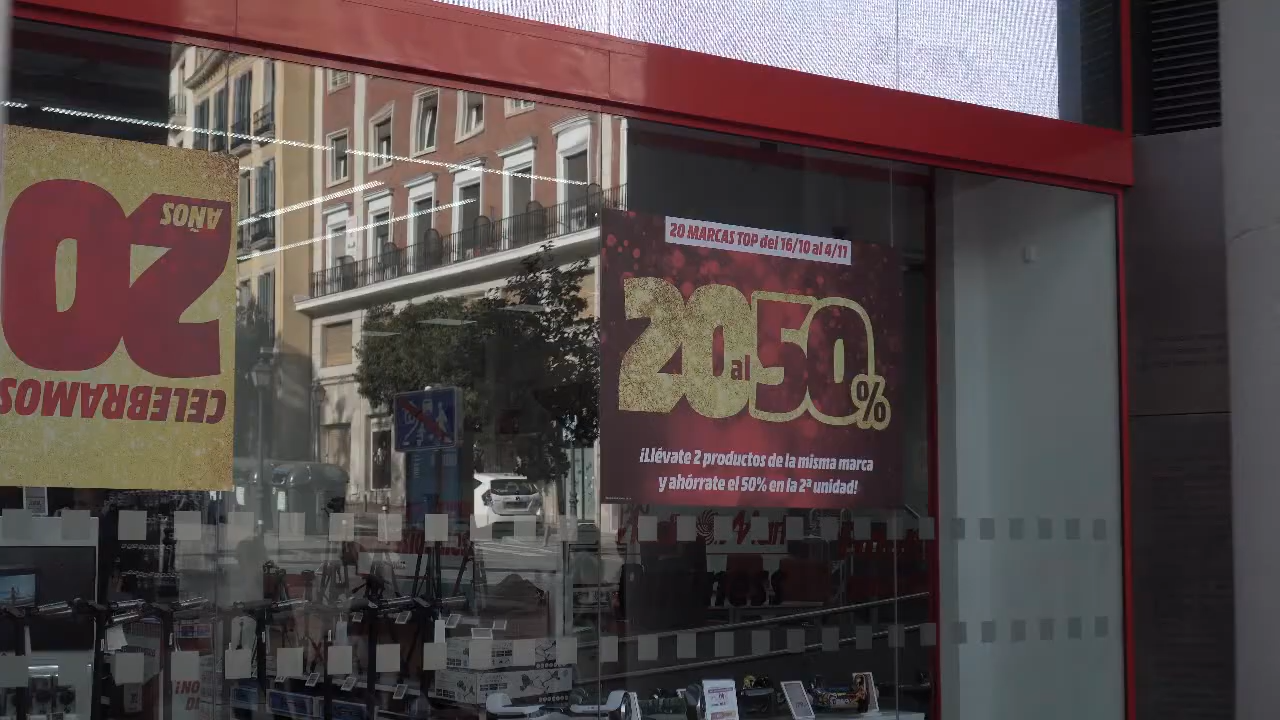 20 AÑOS
CELEBRAMOS
20 MARCAS TOP del 16/10 al 4/11
20 al 50%
¡Llévate 2 productos de la misma marca
y ahórrate el 50% en la 2ª unidad!
¡NO